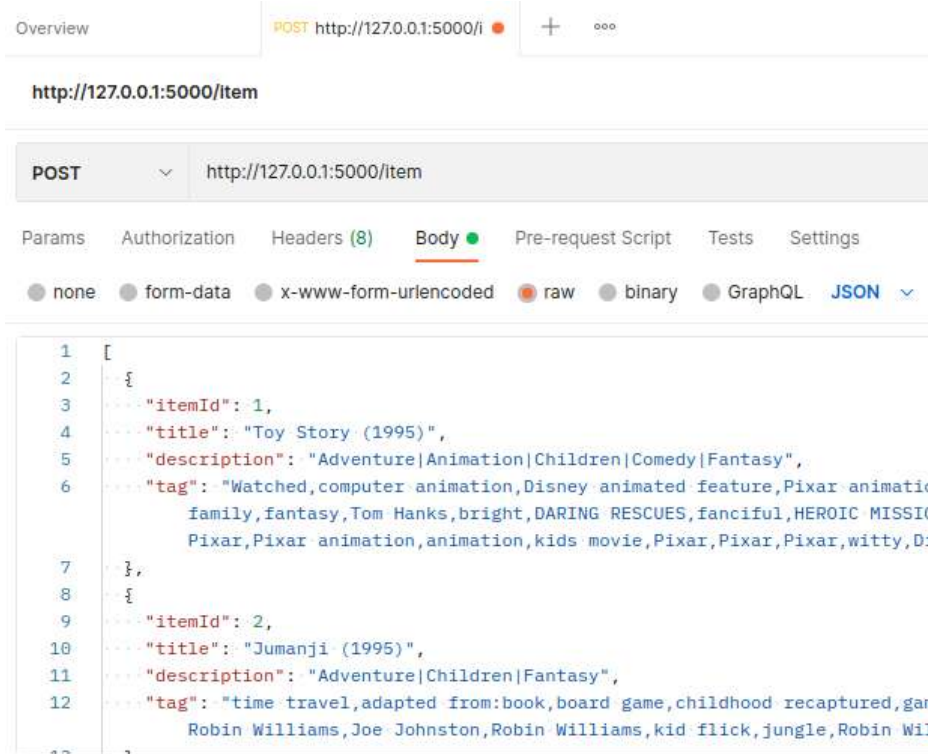 Overview
POST http://127.0.0.1:5000/i
http://127.0.0.1:5000/item
POST http://127.0.0.1:5000/item
Params Authorization Headers (8) Body Pre-request Script Tests Settings
none form-data x-www-form-urlencoded raw binary GraphQL JSON
1 [
2 {
3 "itemId": 1,
4 "title": "Toy Story (1995)",
5 "description": "Adventure|Animation|Children|Comedy|Fantasy",
6 "tag": "Watched,computer animation,Disney animated feature,Pixar
family,fantasy,Tom Hanks,bright,DARING RESCUES,fanciful,HEROIC
Pixar,Pixar animation,animation,kids movie,Pixar,Pixar,Pixar,witty,
7 },
8 {
9 "itemId": 2,
10 "title": "Jumanji (1995)",
11 "description": "Adventure|Children|Fantasy",
12 "tag": "time travel,adapted from:book,board game,childhood recaptured,
Robin Williams,Joe Johnston,Robin Williams,kid flick,jungle,Robin